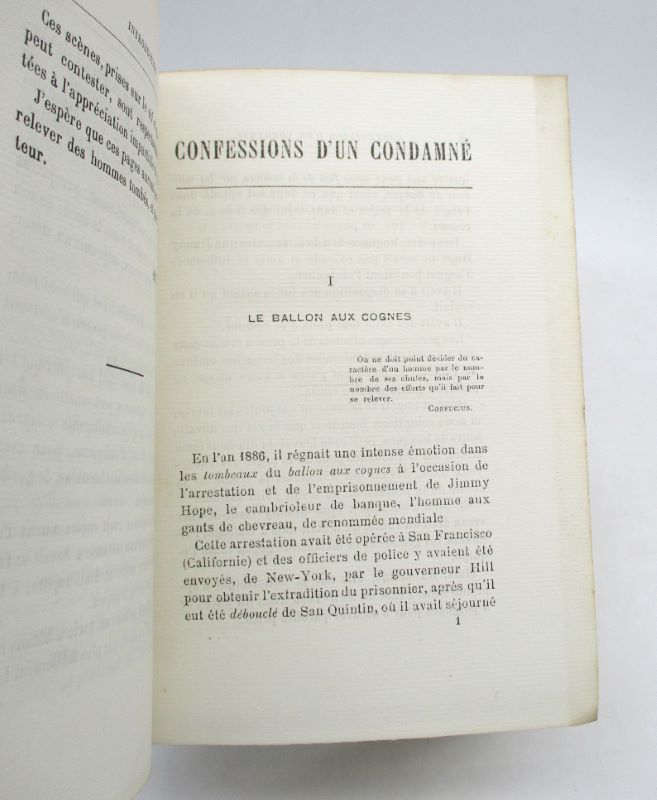 INTRODU
Ces scènes, prises sur le
peut contester, sont
tées à l'appréciation impar
J'espère que ces pages
relever des hommes tombés,
teur.
CONFESSIONS D'UN CONDAMNÉ
I
LE BALLON AUX COGNES
On ne doit point décider du ca-
ractère d'un homme par le nom-
bre de ses chutes, mais par le
nombre des efforts qu'il fait pour
se relever.
CONFUCIUS.
En l'an 1886, il régnait une intense émotion dans
les tombeaux du ballon aux cognes à l'occasion de
l'arrestation et de l'emprisonnement de Jimmy
Hope, le cambrioleur de banque, l'homme aux
gants de chevreau, de renommée mondiale
Cette arrestation avait été opérée à San Francisco
(Californie) et des officiers de police y avaient été
envoyés, de New-York, par le gouverneur Hill
pour obtenir l'extradition du prisonnier, après qu'il
eut été débouclé de San Quintin, où il avait séjourné
1